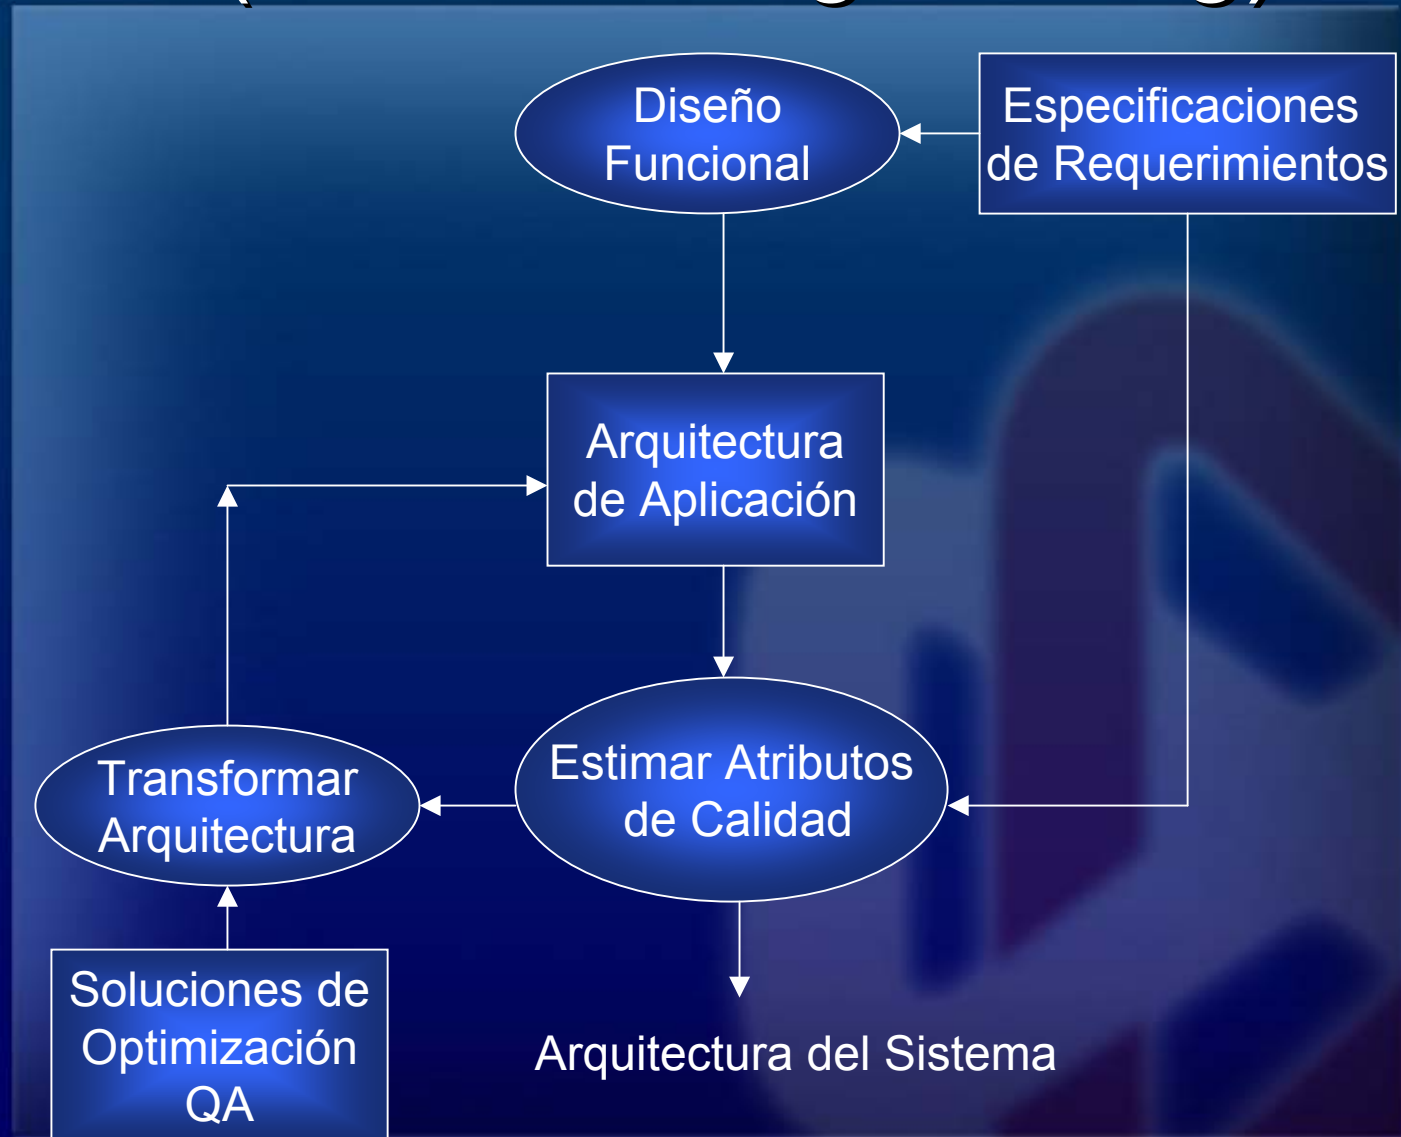 Diseño
Funcional
Especificaciones
de Requerimientos
Arquitectura
de Aplicación
Estimar Atributos
de Calidad
Transformar
Arquitectura
Soluciones de
Optimización
QA
Arquitectura del Sistema